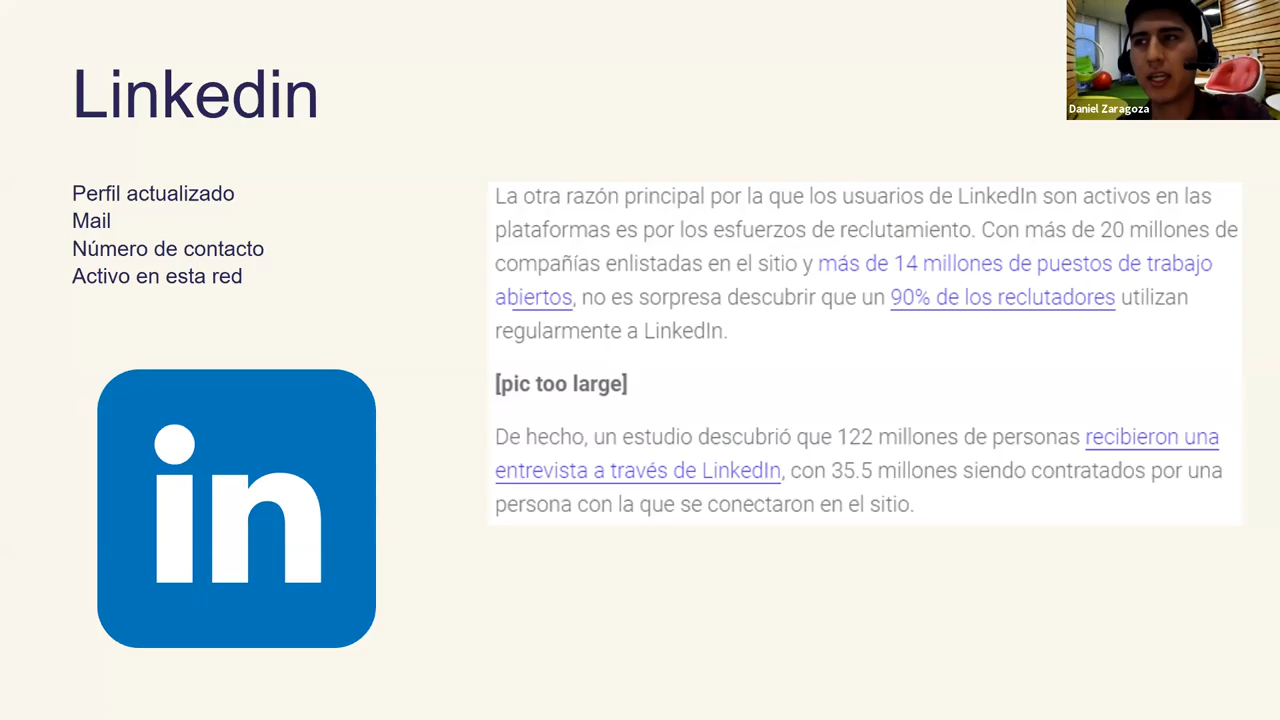 Linkedin
Daniel Zaragoza
Perfil actualizado
Mail
Número de contacto
Activo en esta red
La otra razón principal por la que los usuarios de LinkedIn son activos en las
plataformas es por los esfuerzos de reclutamiento. Con más de 20 millones de
compañías enlistadas en el sitio y más de 14 millones de puestos de trabajo
abiertos, no es sorpresa descubrir que un 90% de los reclutadores utilizan
regularmente a LinkedIn.
[pic too large]
De hecho, un estudio descubrió que 122 millones de personas recibieron una
entrevista a través de LinkedIn, con 35.5 millones siendo contratados por una
persona con la que se conectaron en el sitio.
in